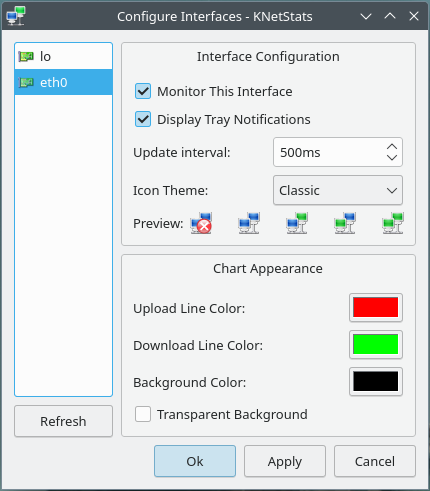 Configure Interfaces - KNetStats
lo
eth0
Refresh
Interface Configuration
Monitor This Interface
Display Tray Notifications
Update interval: 500ms
Icon Theme: Classic
Preview:
Chart Appearance
Upload Line Color:
Download Line Color:
Background Color:
Transparent Background
Ok Apply Cancel